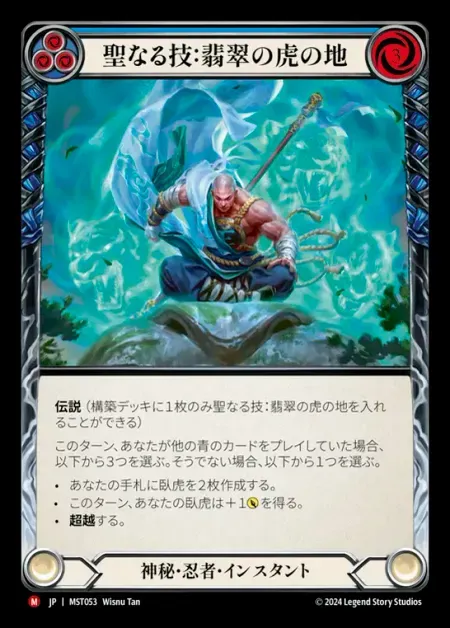 聖なる技:翡翠の虎の地
3
伝説（構築デッキに1枚のみ聖なる技：翡翠の虎の地を入れ
ることができる）
このターン、あなたが他の青のカードをプレイしていた場合、
以下から3つを選ぶ。そうでない場合、以下から1つを選ぶ。
• あなたの手札に臥虎を2枚作成する。
• このターン、あなたの臥虎は＋1を得る。
• 超越する。
神秘・忍者・インスタント
M JP | MST053 Wisnu Tan © 2024 Legend Story Studios